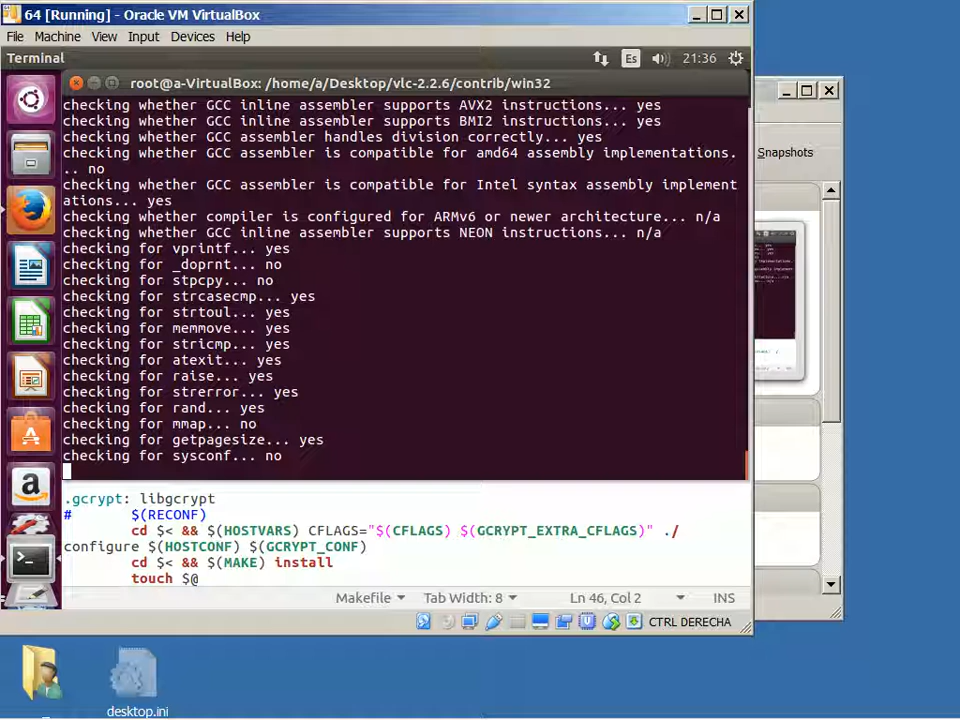 64 [Running] - Oracle VM VirtualBox
File Machine View Input Devices Help
Terminal
Es
21:36
root@a-VirtualBox: /home/a/Desktop/vlc-2.2.6/contrib/win32
checking whether GCC inline assembler supports AVX2 instructions... yes
checking whether GCC inline assembler supports BMI2 instructions... yes
checking whether GCC assembler handles division correctly... yes
checking whether GCC assembler is compatible for amd64 assembly implementations.
.. no
checking whether GCC assembler is compatible for Intel syntax assembly implement
ations... yes
checking whether compiler is configured for ARMv6 or newer architecture... n/a
checking whether GCC inline assembler supports NEON instructions... n/a
checking for vprintf... yes
checking for _doprnt... no
checking for stpcpy... no
checking for strcasecmp... yes
checking for strtoul... yes
checking for memmove... yes
checking for stricmp... yes
checking for atexit... yes
checking for raise... yes
checking for strerror... yes
checking for rand... yes
checking for mmap... no
checking for getpagesize... yes
checking for sysconf... no
.gcrypt: libgcrypt
# $(RECONF)
cd $< && $(HOSTVARS) CFLAGS="$(CFLAGS) $(GCRYPT_EXTRA_CFLAGS)" ./
configure $(HOSTCONF) $(GCRYPT_CONF)
cd $< && $(MAKE) install
touch $@
Makefile Tab Width: 8 Ln 46, Col 2 INS
CTRL DERECHA
Snapshots
desktop.ini